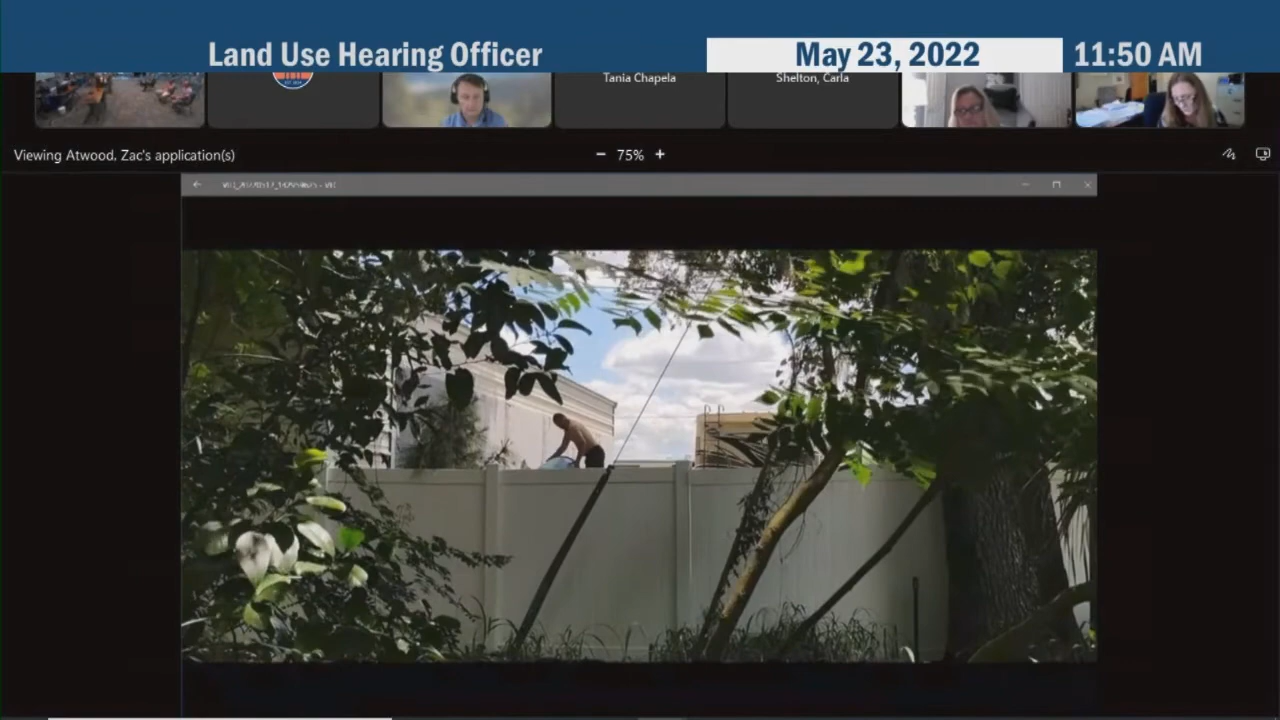 Land Use Hearing Officer
May 23, 2022
11:50 AM
Tania Chapela
Shelton, Carla
Viewing Atwood, Zac's application(s)
75%